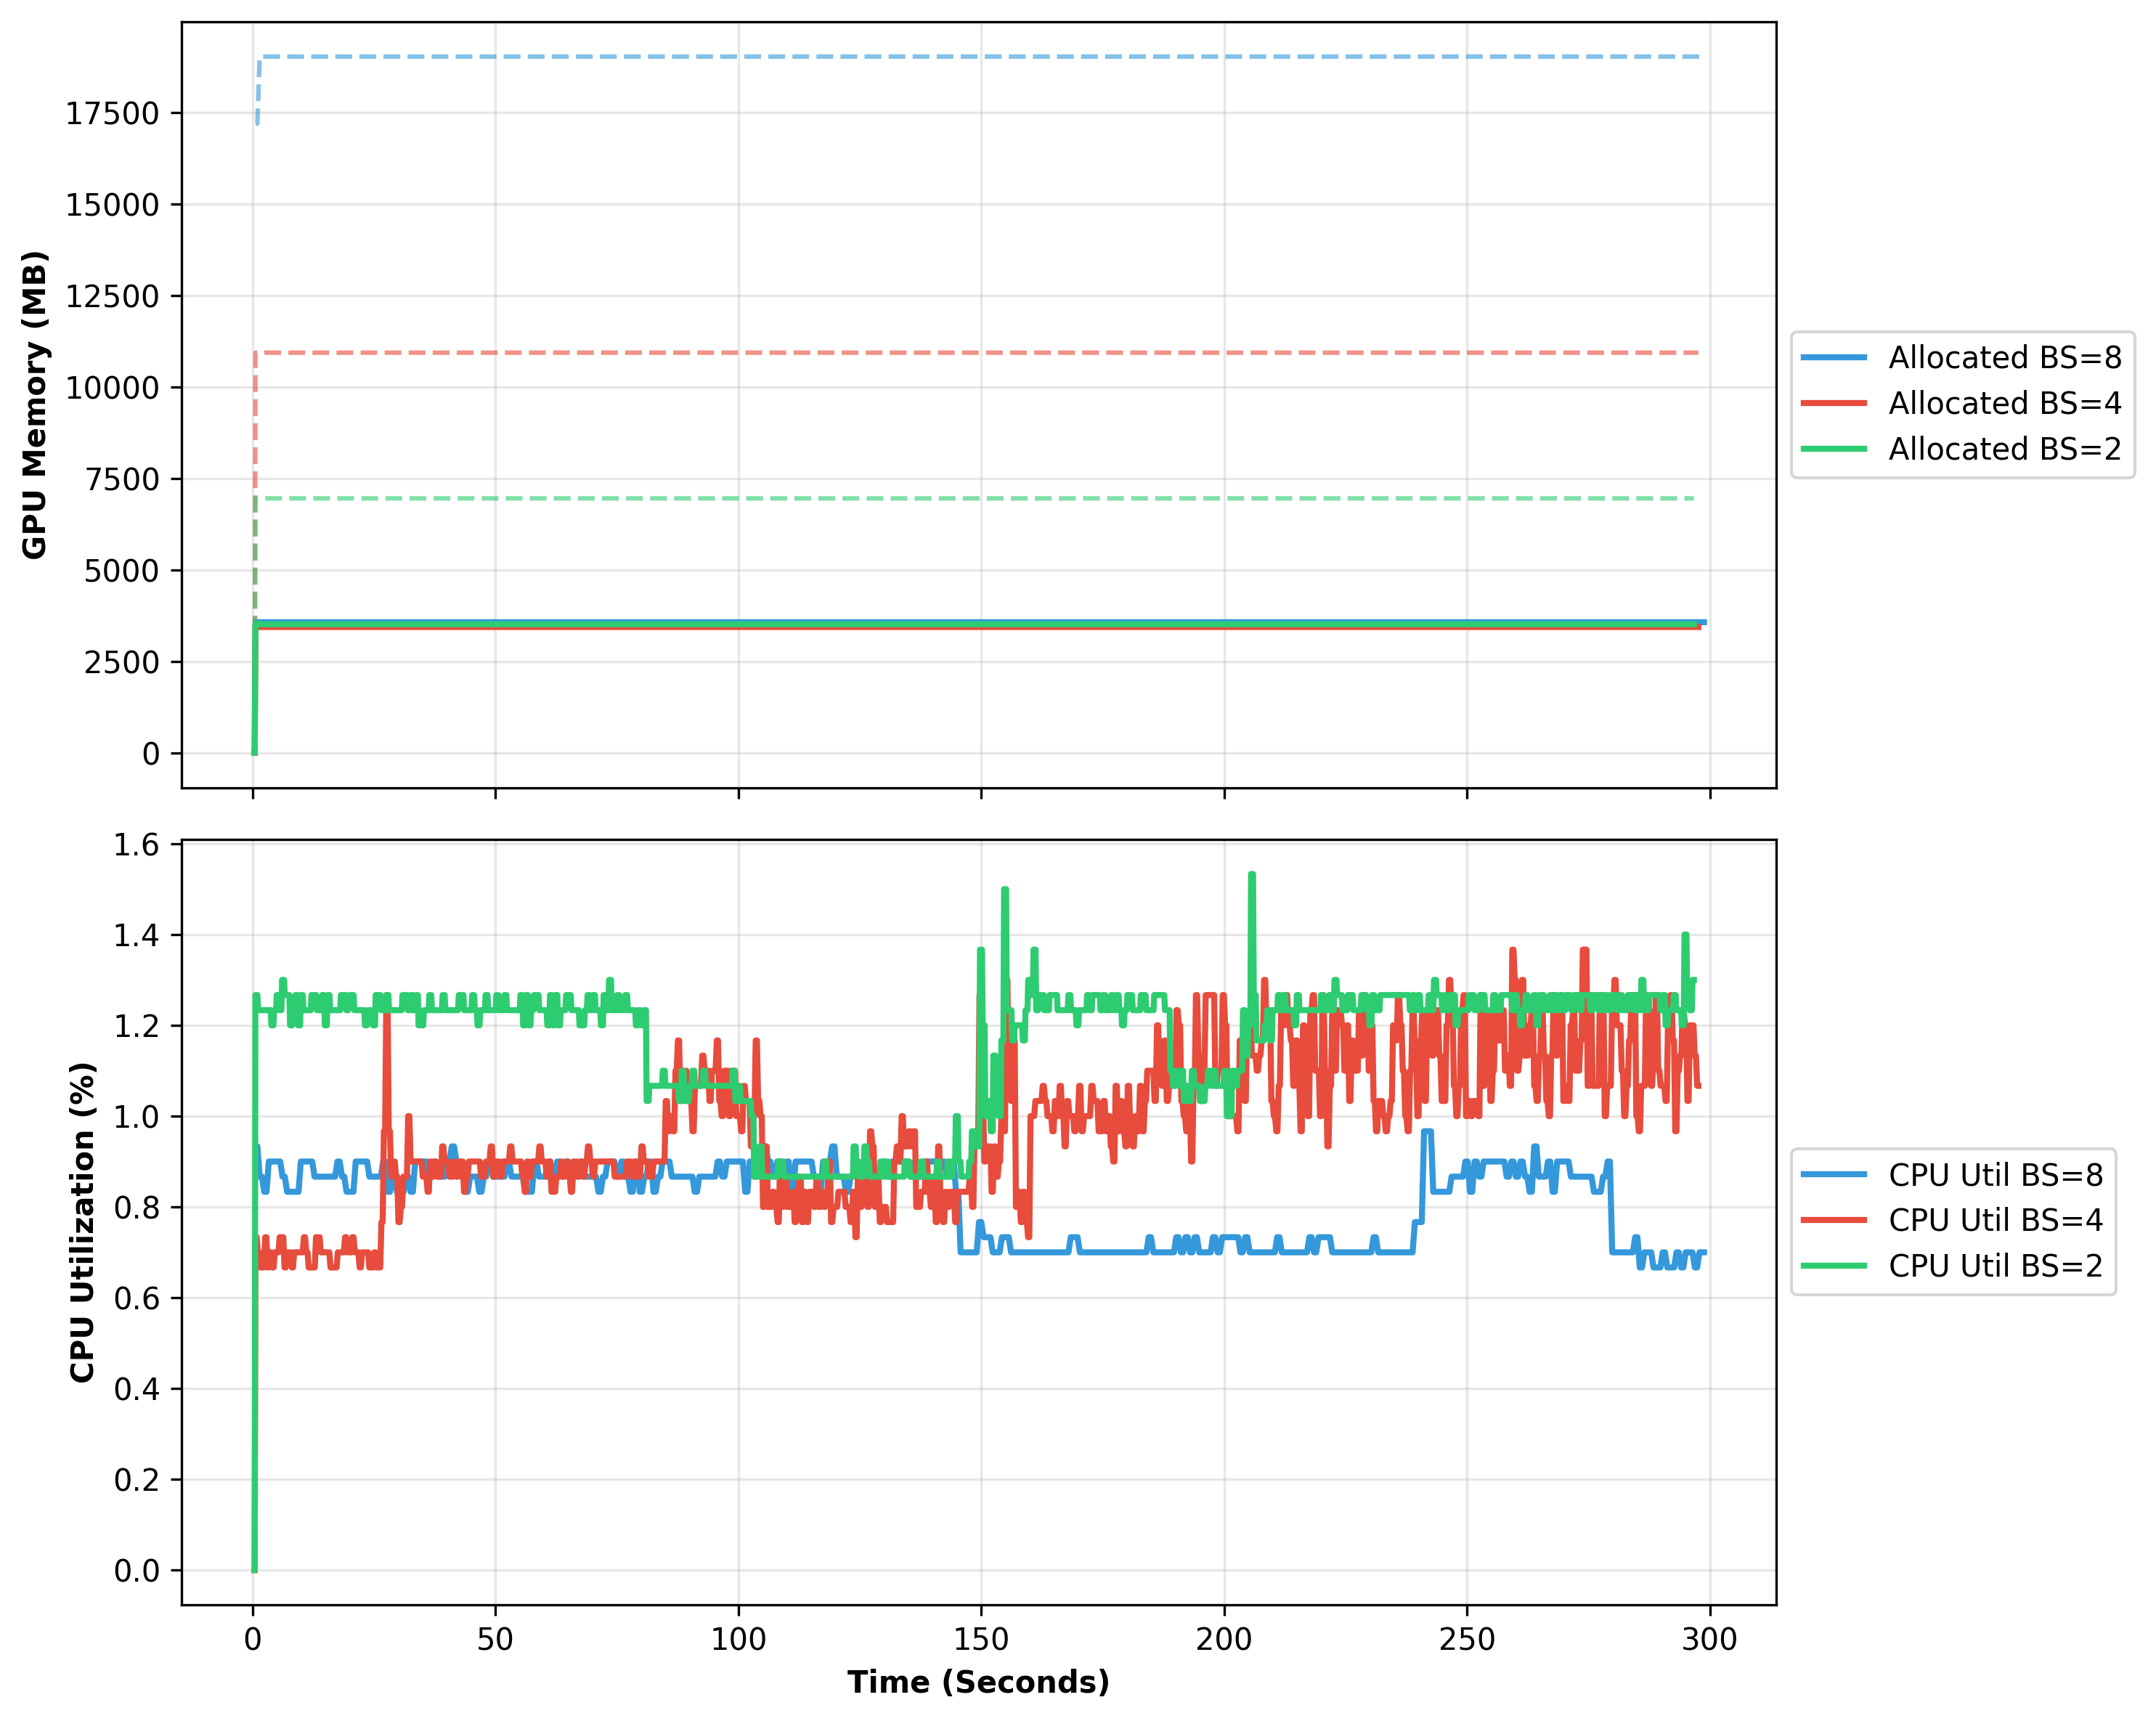 GPU Memory (MB)
17500
15000
12500
10000
7500
5000
2500
0
Allocated BS=8
Allocated BS=4
Allocated BS=2
CPU Utilization (%)
1.6
1.4
1.2
1.0
0.8
0.6
0.4
0.2
0.0
CPU Util BS=8
CPU Util BS=4
CPU Util BS=2
0 50 100 150 200 250 300
Time (Seconds)